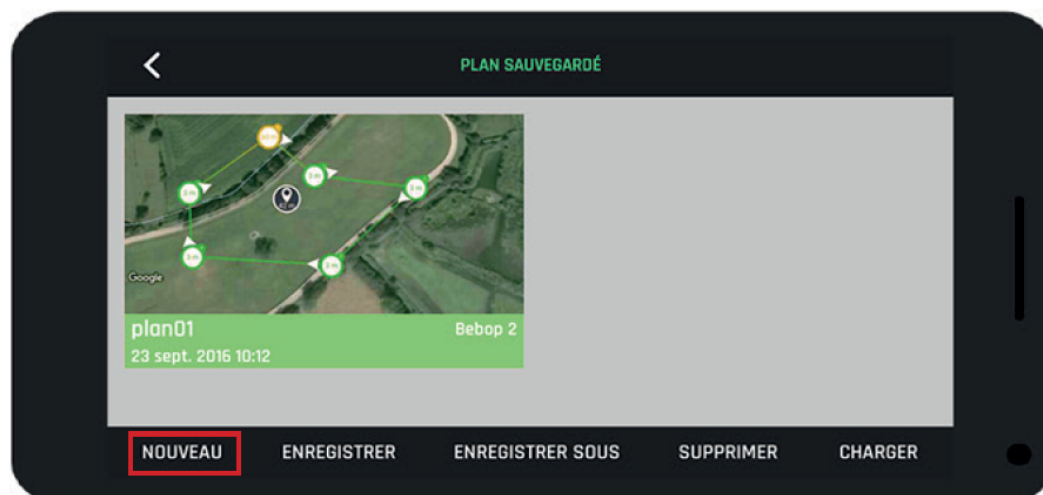 PLAN SAUVEGARDÉ
Google
plan01
Bebop 2
23 sept. 2016 10:12
NOUVEAU
ENREGISTRER
ENREGISTRER SOUS
SUPPRIMER
CHARGER